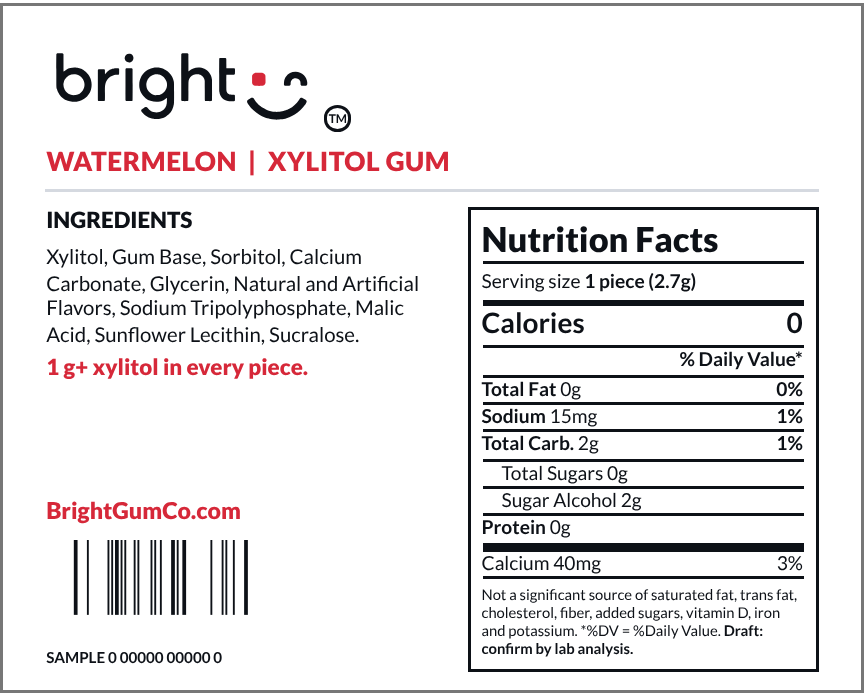 bright
TM
WATERMELON | XYLITOL GUM
INGREDIENTS
Xylitol, Gum Base, Sorbitol, Calcium
Carbonate, Glycerin, Natural and Artificial
Flavors, Sodium Tripolyphosphate, Malic
Acid, Sunflower Lecithin, Sucralose.
1 g+ xylitol in every piece.
BrightGumCo.com
SAMPLE 0 00000 00000 0
Nutrition Facts
Serving size 1 piece (2.7g)
Calories 0
% Daily Value*
Total Fat 0g 0%
Sodium 15mg 1%
Total Carb. 2g 1%
Total Sugars 0g
Sugar Alcohol 2g
Protein 0g
Calcium 40mg 3%
Not a significant source of saturated fat, trans fat,
cholesterol, fiber, added sugars, vitamin D, iron
and potassium. *%DV = %Daily Value. Draft:
confirm by lab analysis.